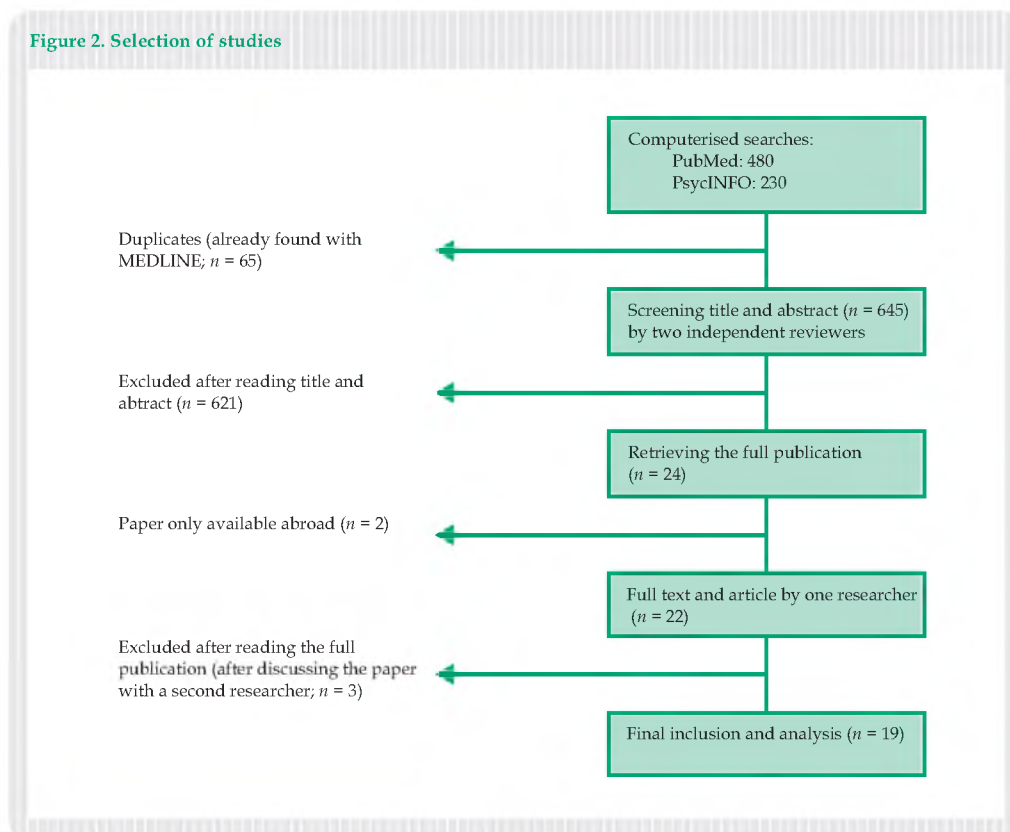 Figure 2. Selection of studies
Computerised searches:
PubMed: 480
PsycINFO: 230
Duplicates (already found with
MEDLINE; n = 65)
Screening title and abstract (n = 645)
by two independent reviewers
Excluded after reading title and
abtract (n = 621)
Retrieving the full publication
(n = 24)
Paper only available abroad (n = 2)
Full text and article by one researcher
(n = 22)
Excluded after reading the full
publication (after discussing the paper
with a second researcher; n = 3)
Final inclusion and analysis (n = 19)